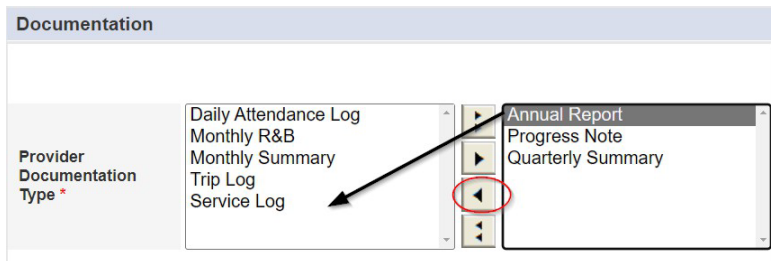 Documentation
Provider
Documentation
Type *
Daily Attendance Log
Monthly R&B
Monthly Summary
Trip Log
Service Log
Annual Report
Progress Note
Quarterly Summary